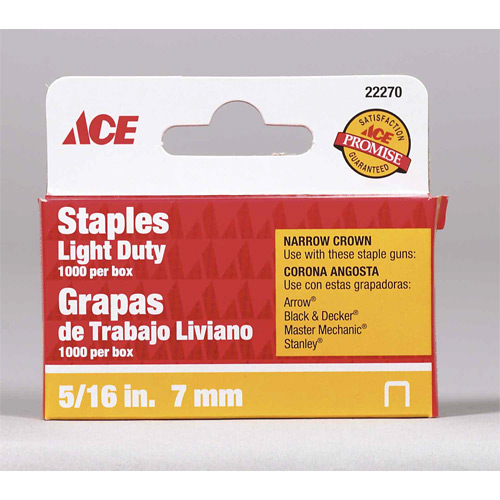 22270
ACE
SATISFACTION
ACE
PROMISE
GUARANTEED
Staples
Light Duty
1000 per box
Grapas
de Trabajo Liviano
1000 per box
NARROW CROWN
Use with these staple guns:
CORONA ANGOSTA
Use con estas grapadoras:
Arrow®
Black & Decker®
Master Mechanic®
Stanley®
5/16 in. 7 mm